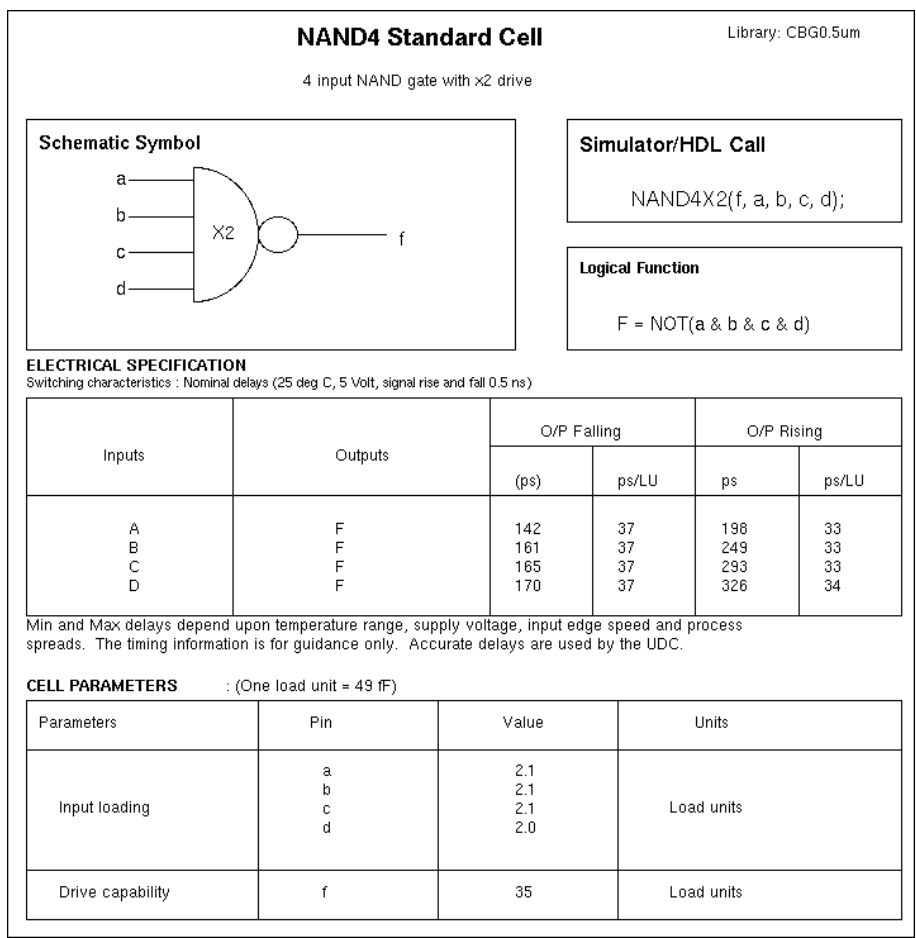 NAND4 Standard Cell
Library: CBG0.5um
4 input NAND gate with x2 drive
Schematic Symbol
a
b
c
d
X2
f
Simulator/HDL Call
NAND4X2(f, a, b, c, d);
Logical Function
F = NOT(a & b & c & d)
ELECTRICAL SPECIFICATION
Switching characteristics : Nominal delays (25 deg C, 5 Volt, signal rise and fall 0.5 ns)
Inputs Outputs O/P Falling O/P Rising
(ps) ps/LU ps ps/LU
A F 142 37 198 33
B F 161 37 249 33
C F 165 37 293 33
D F 170 37 326 34
Min and Max delays depend upon temperature range, supply voltage, input edge speed and process
spreads. The timing information is for guidance only. Accurate delays are used by the UDC.
CELL PARAMETERS : (One load unit = 49 fF)
Parameters Pin Value Units
Input loading
a 2.1
b 2.1
c 2.1
d 2.0
Load units
Drive capability f 35 Load units